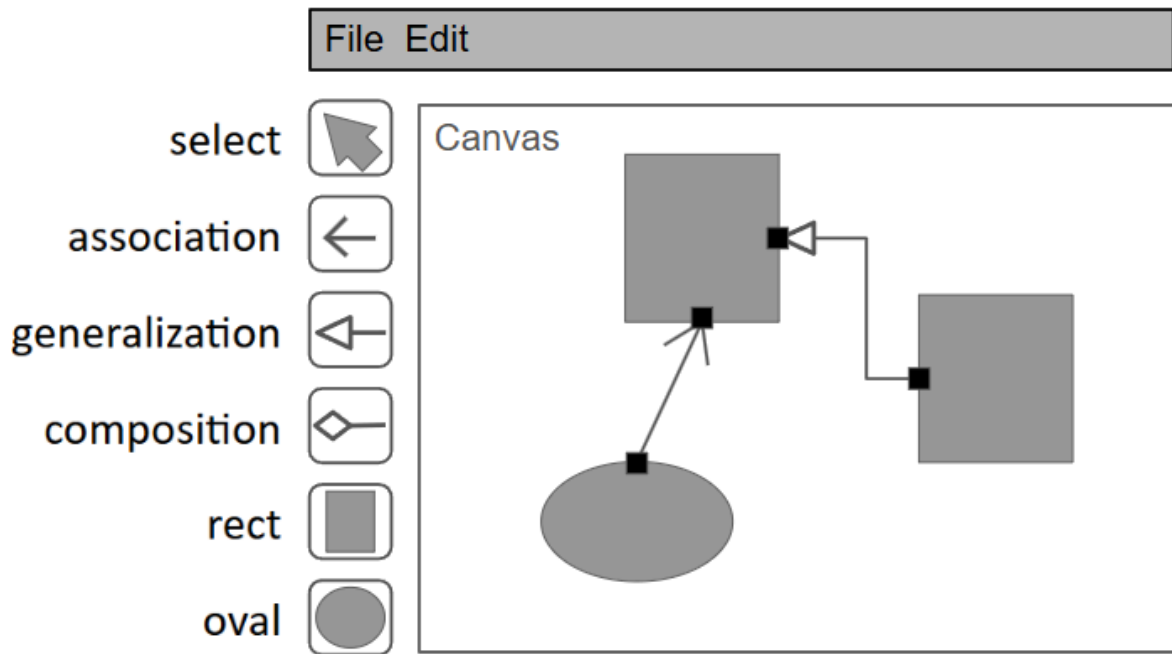 File Edit
select
Canvas
association
generalization
composition
rect
oval